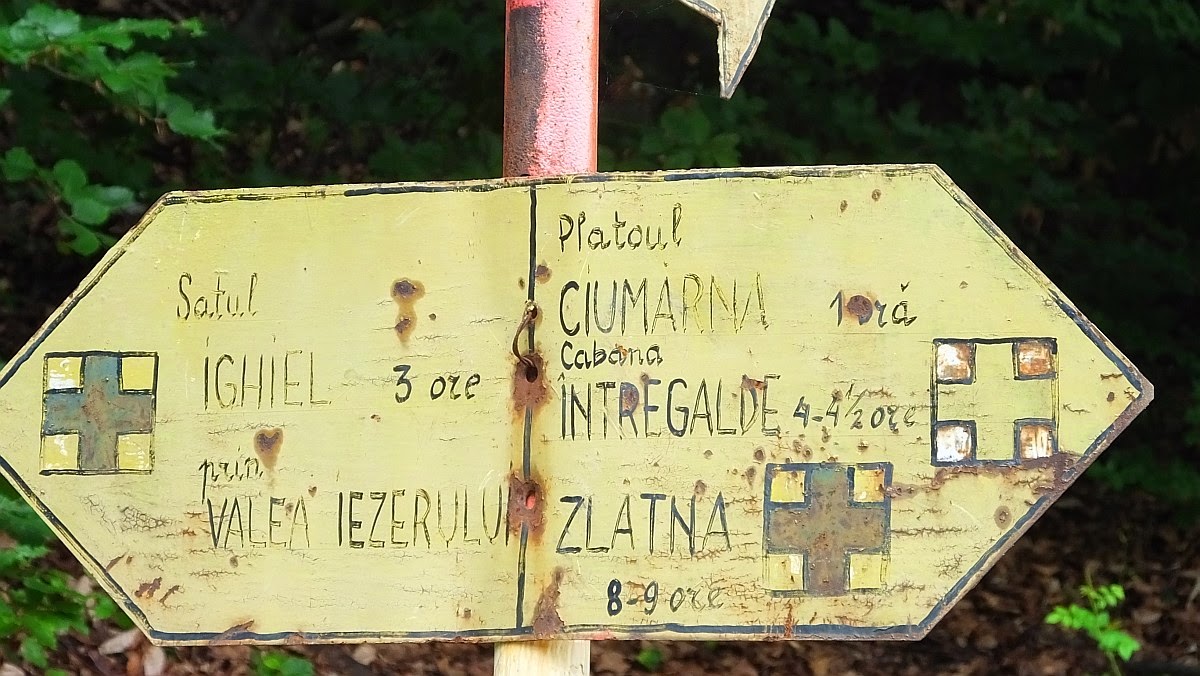 Satul
IGHIEL 3 ore
prin
VALEA IEZERULUI
Platoul
CIUMÂRNA 1 oră
Cabana
ÎNTREGALDE 4-4½ ore
ZLATNA
8-9 ore